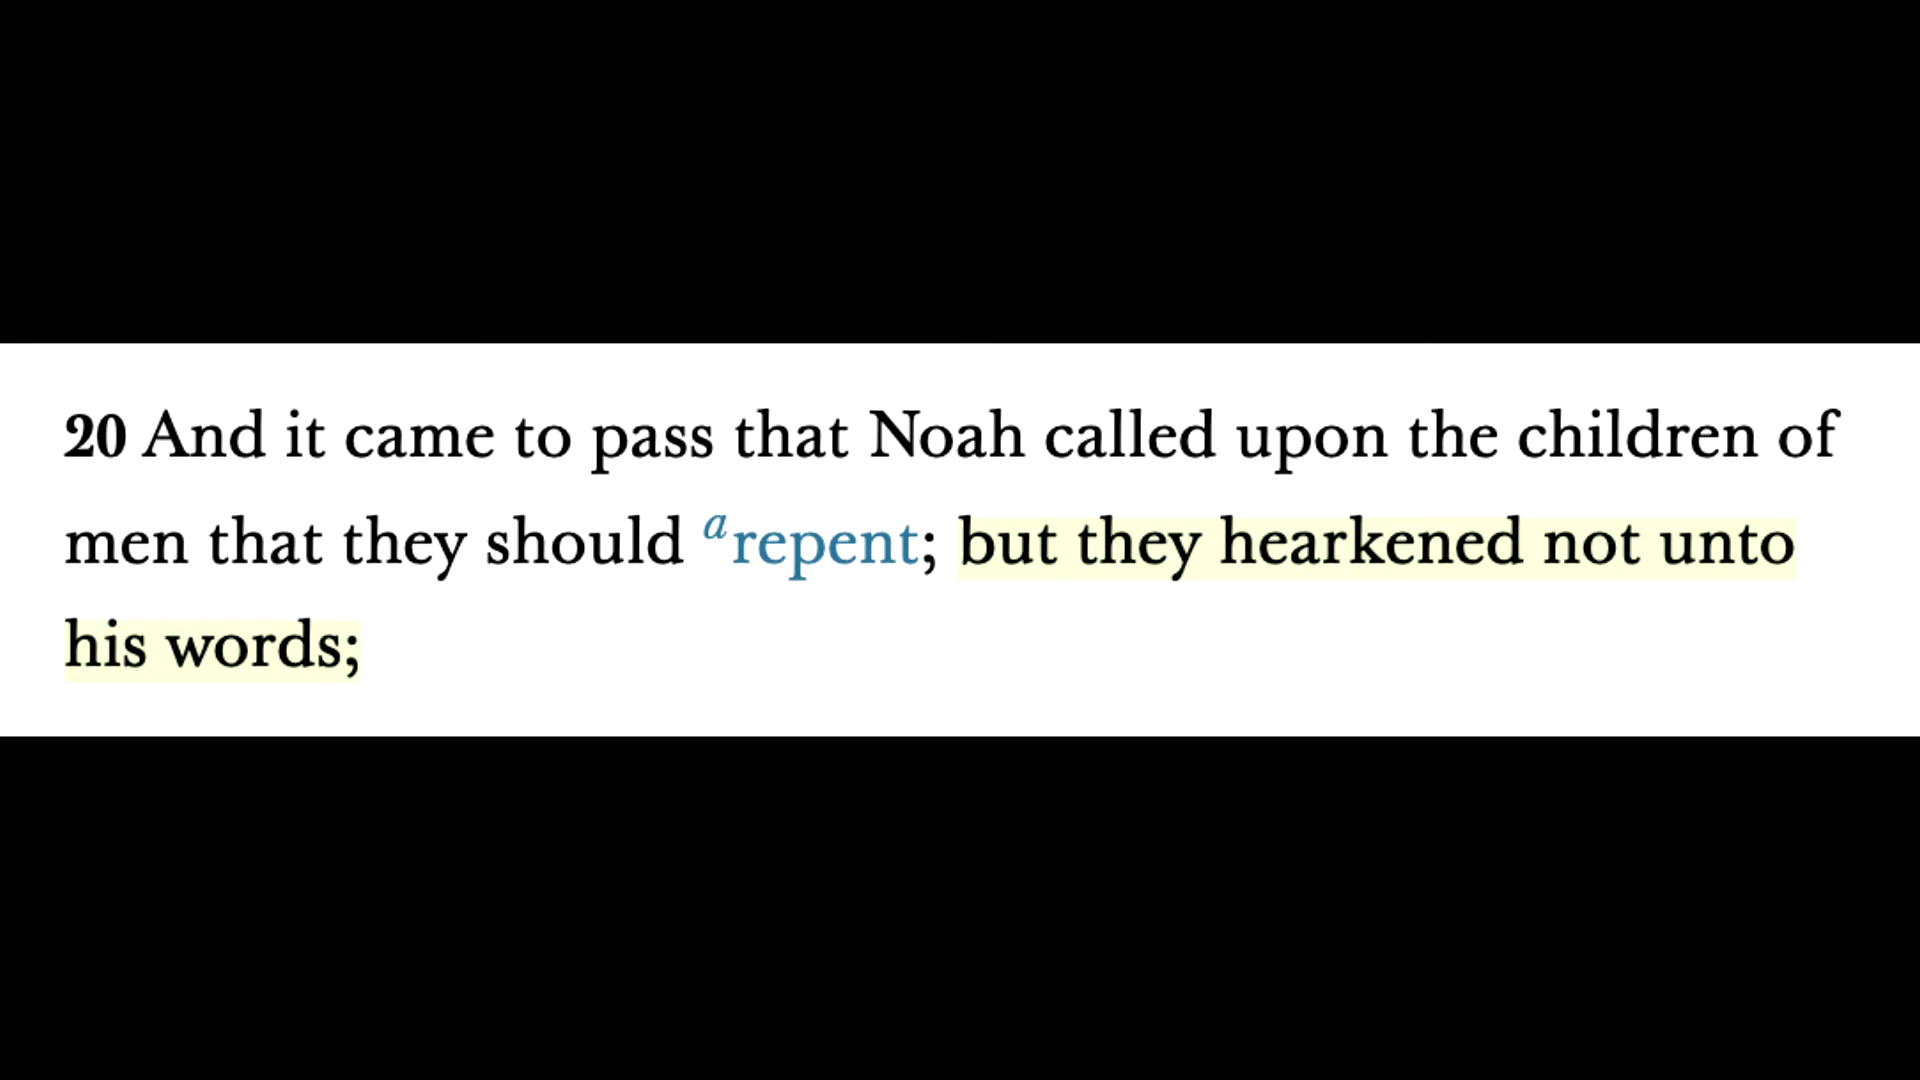 20 And it came to pass that Noah called upon the children of
men that they should a repent; but they hearkened not unto
his words;